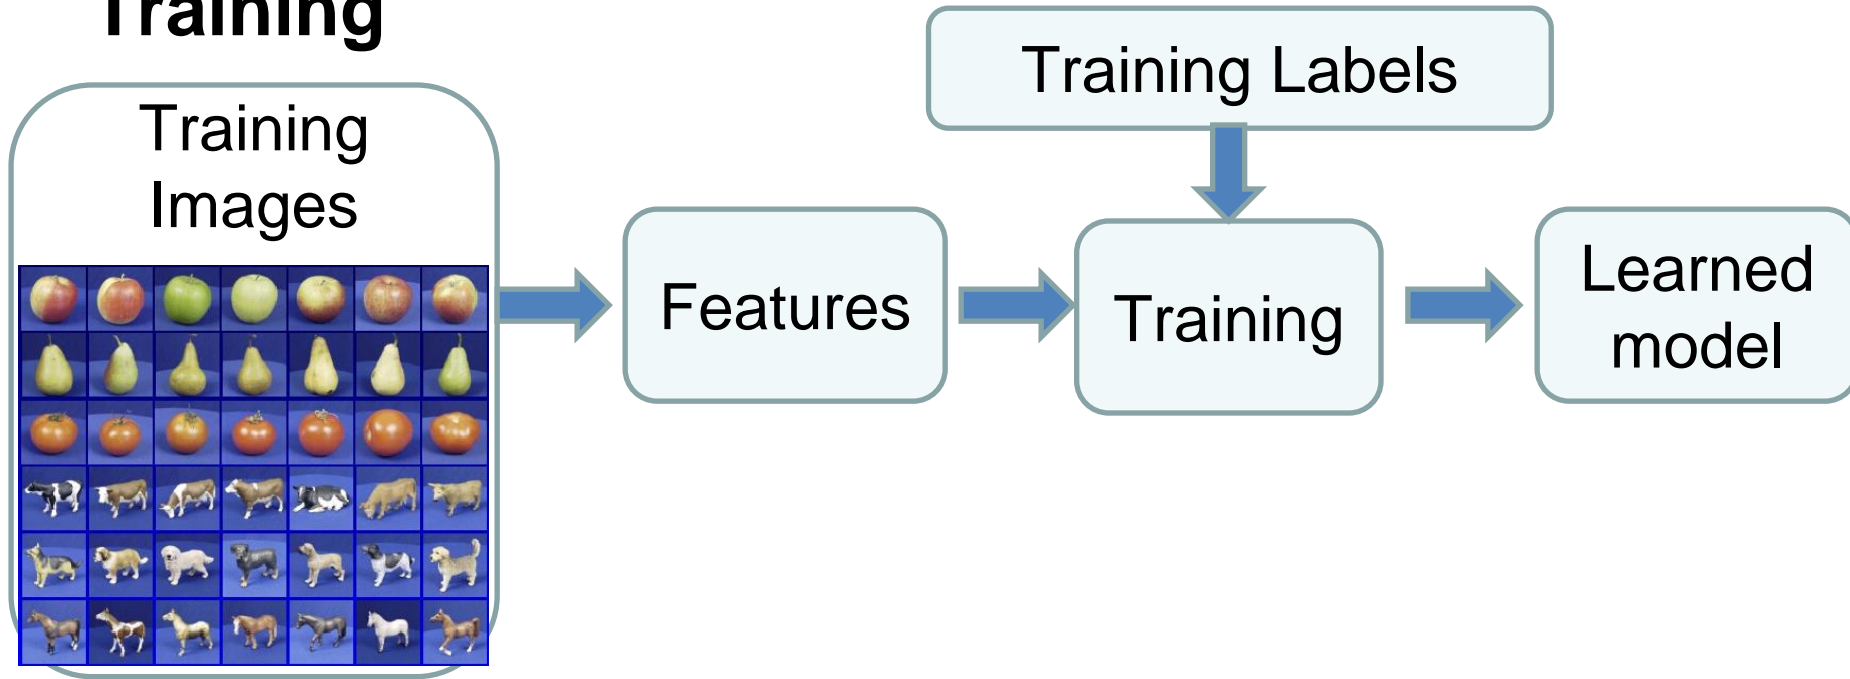 Training
Training Labels
Training
Images
Features
Training
Learned
model